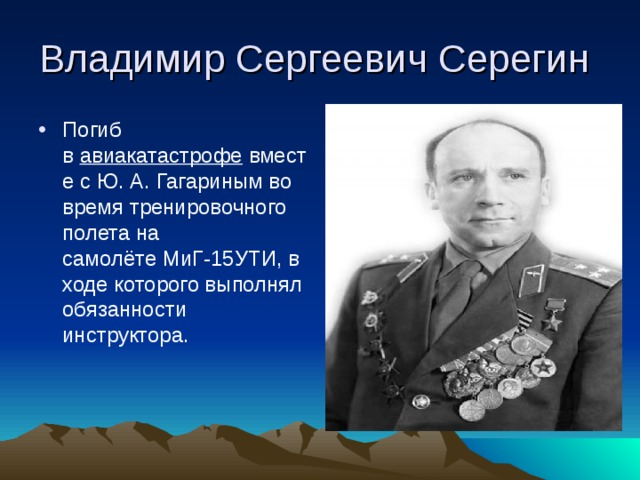 Владимир Сергеевич Серегин
• Погиб
в авиакатастрофе вмест
е с Ю. А. Гагариным во
время тренировочного
полета на
самолёте МиГ-15УТИ, в
ходе которого выполнял
обязанности
инструктора.